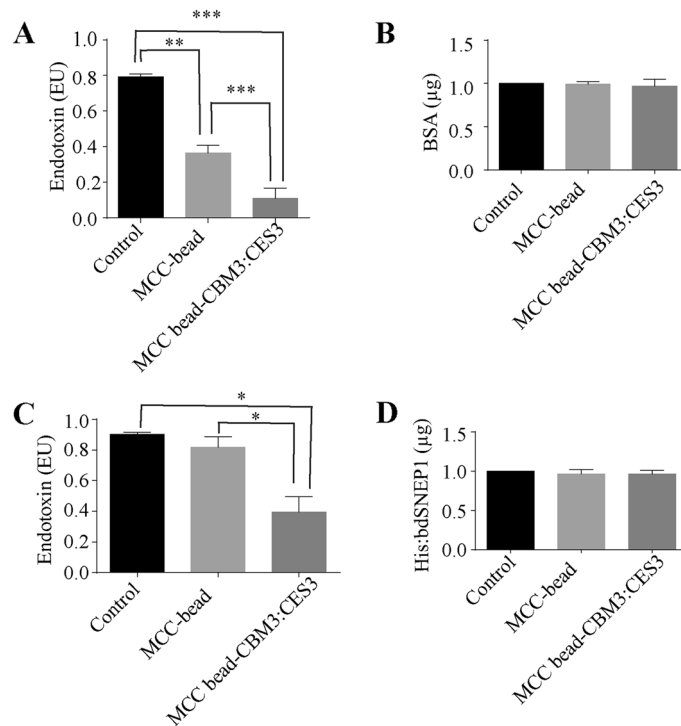 A
Endotoxin (EU)
0.0
0.2
0.4
0.6
0.8
1.0
***
**
***
Control
MCC-bead
MCC bead-CBM3:CES3
B
BSA (µg)
0.0
0.5
1.0
1.5
Control
MCC-bead
MCC bead-CBM3:CES3
C
Endotoxin (EU)
0.0
0.2
0.4
0.6
0.8
1.0
*
*
Control
MCC-bead
MCC bead-CBM3:CES3
D
His:bdSNEP1 (µg)
0.0
0.5
1.0
1.5
Control
MCC-bead
MCC bead-CBM3:CES3